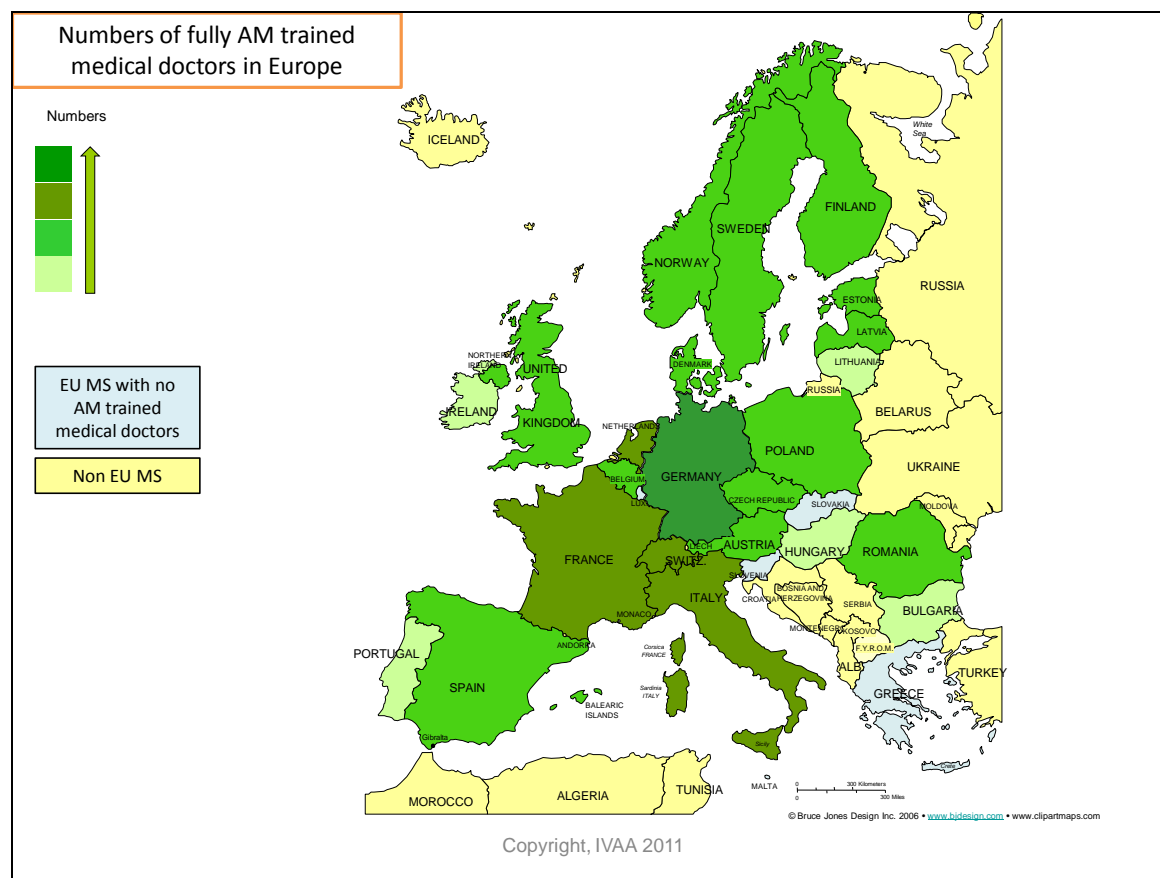 Numbers of fully AM trained
medical doctors in Europe
Numbers
EU MS with no
AM trained
medical doctors
Non EU MS
ICELAND
White
Sea
FINLAND
SWEDEN
NORWAY
RUSSIA
ESTONIA
LATVIA
LITHUANIA
RUSSIA
BELARUS
NORTHERN
IRELAND
UNITED
KINGDOM
IRELAND
DENMARK
NETHERLANDS
BELGIUM
LUX
GERMANY
POLAND
UKRAINE
CZECH REPUBLIC
SLOVAKIA
MOLDOVA
LIECH
AUSTRIA
HUNGARY
ROMANIA
FRANCE
SWITZ.
ITALY
SLOVENIA
CROATIA
BOSNIA AND
HERZEGOVINA
SERBIA
BULGARIA
MONACO
MONTENEGRO
KOSOVO
F.Y.R.O.M.
ALB
ANDORRA
PORTUGAL
SPAIN
Corsica
FRANCE
Sardinia
ITALY
BALEARIC
ISLANDS
GREECE
TURKEY
Gibraltar
Sicily
Crete
MALTA
MOROCCO
ALGERIA
TUNISIA
0 300 Kilometers
0 300 Miles
© Bruce Jones Design Inc. 2006 • www.bjdesign.com • www.clipartmaps.com
Copyright, IVAA 2011